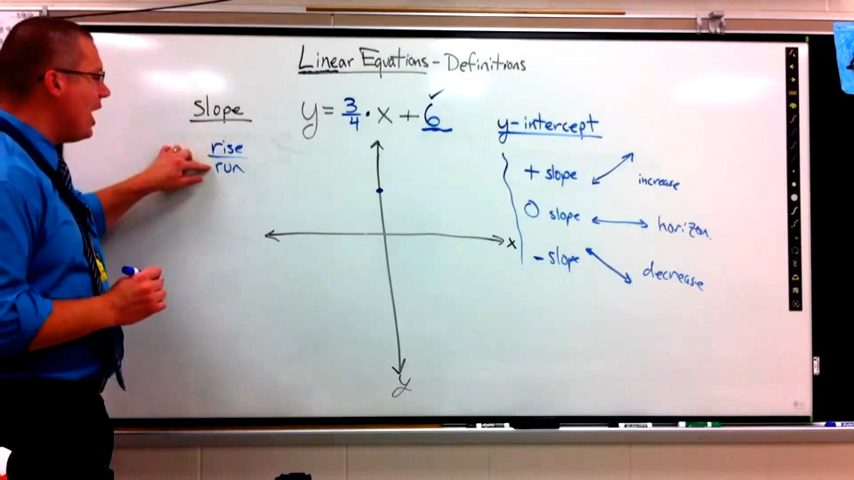 Linear Equations - Definitions
Slope
y = 3/4 · x + 6
rise
run
y-intercept
+ slope increase
0 slope horizon.
- slope decrease
x
y